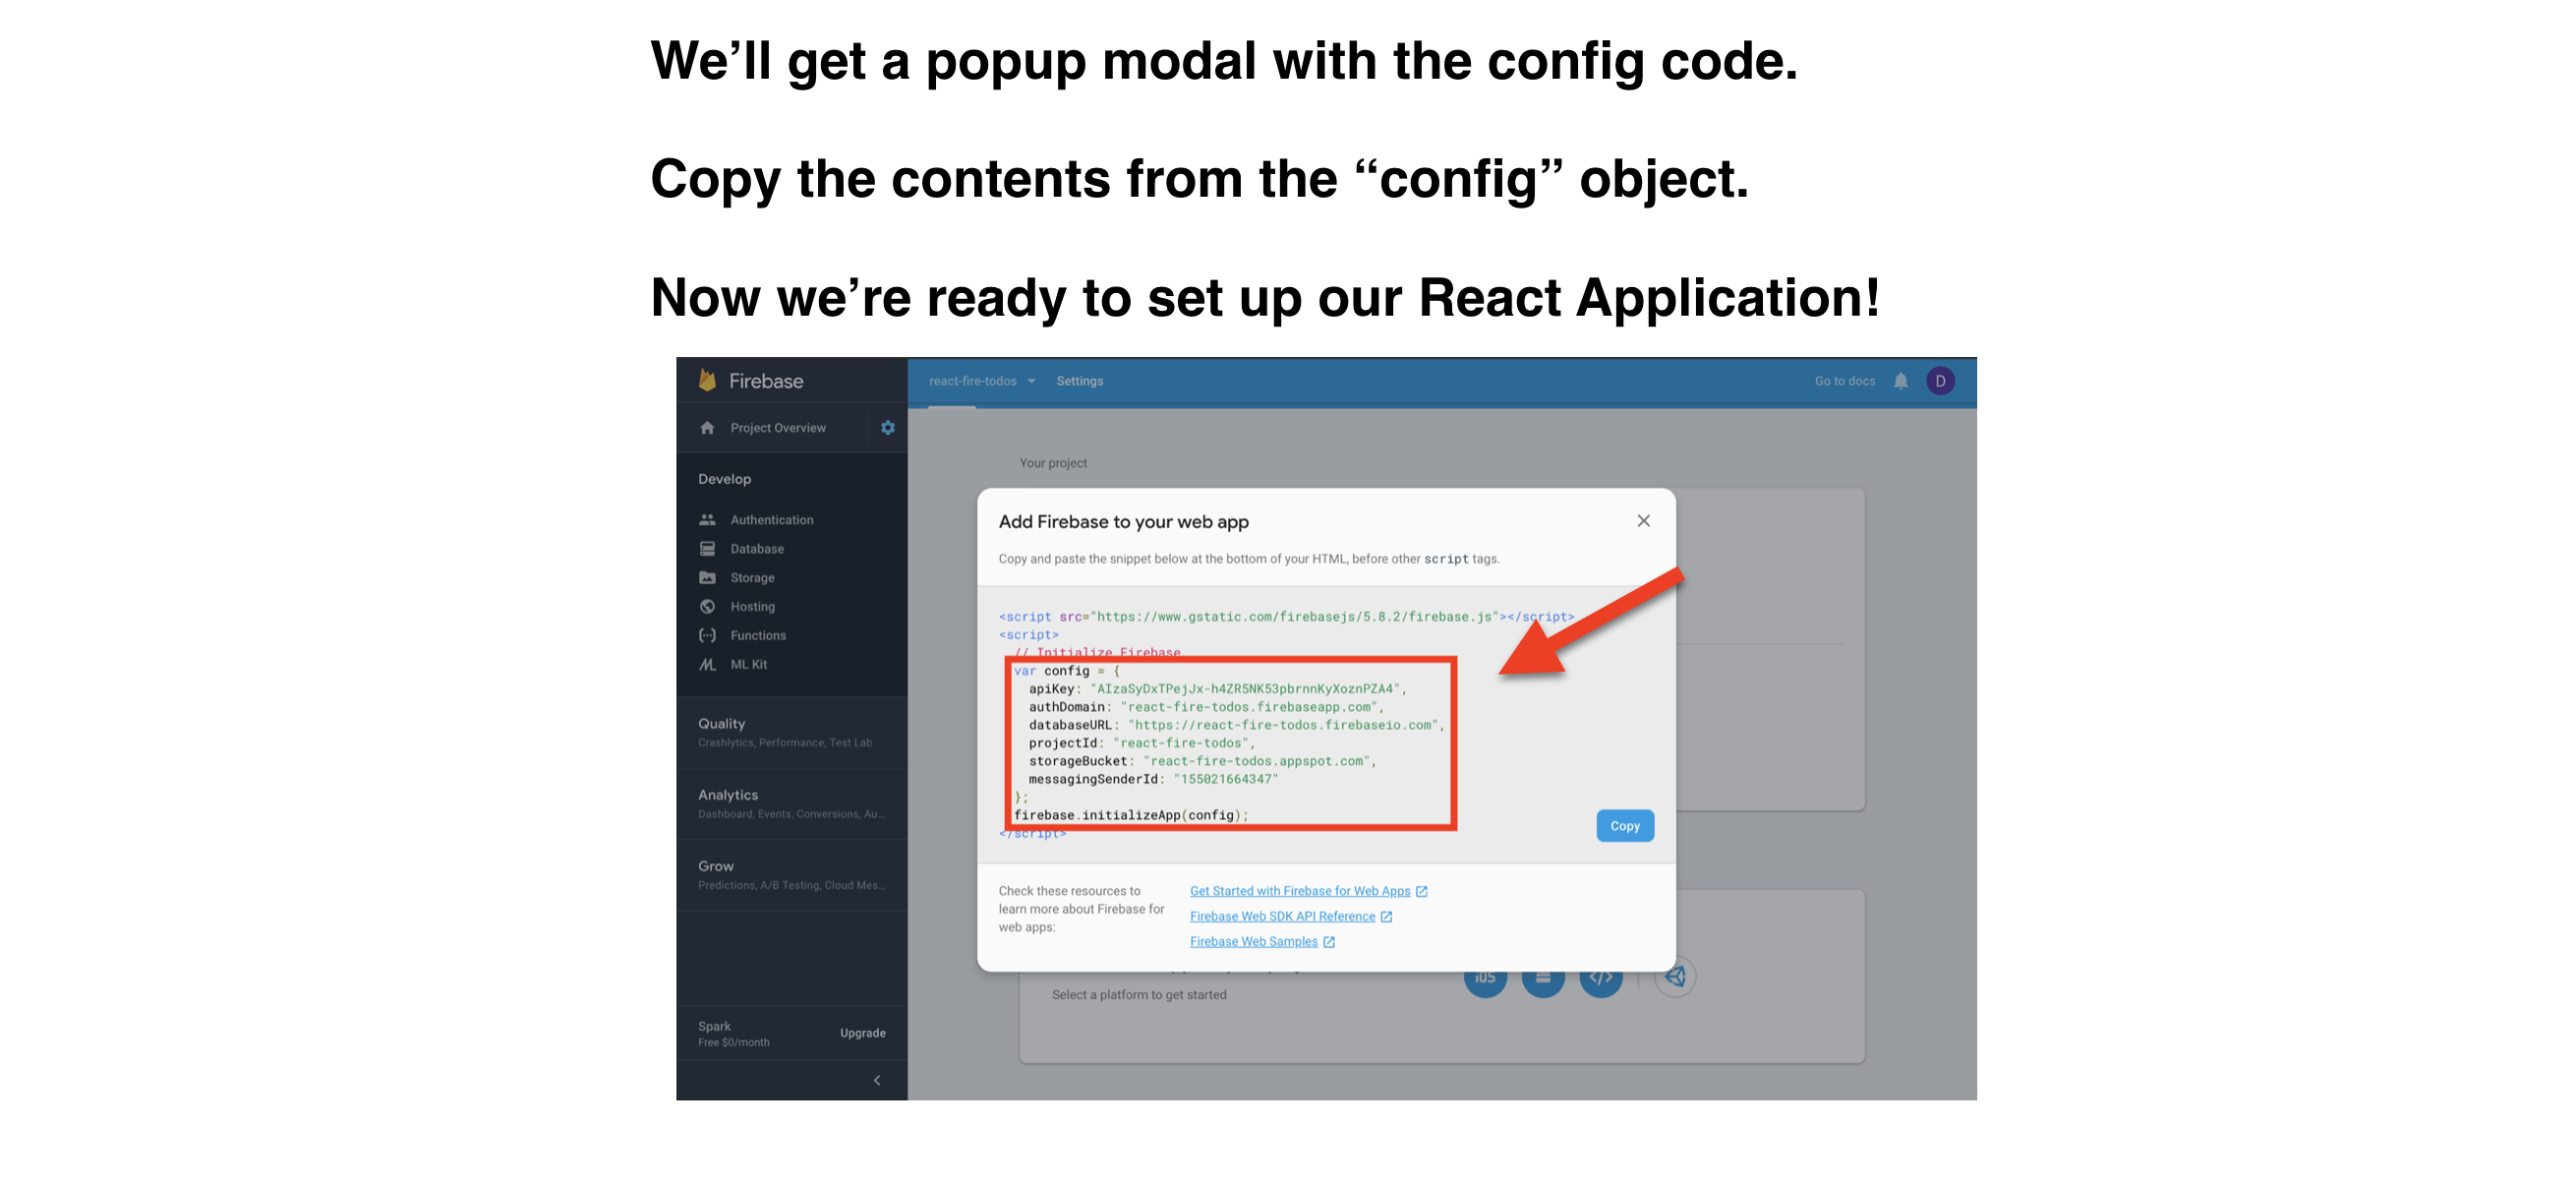 We’ll get a popup modal with the config code.
Copy the contents from the “config” object.
Now we’re ready to set up our React Application!
Firebase
react-fire-todos
Settings
Go to docs
D
Project Overview
Develop
Authentication
Database
Storage
Hosting
Functions
ML Kit
Quality
Crashlytics, Performance, Test Lab
Analytics
Dashboard, Events, Conversions, Au...
Grow
Predictions, A/B Testing, Cloud Mes...
Spark
Free $0/month
Upgrade
Your project
Add Firebase to your web app
Copy and paste the snippet below at the bottom of your HTML, before other script tags.
<script src="https://www.gstatic.com/firebasejs/5.8.2/firebase.js"></script>
<script>
// Initialize Firebase
var config = {
apiKey: "AIzaSyDxTPejJx-h4ZR5NK53pbrnnKyXoznPZA4",
authDomain: "react-fire-todos.firebaseapp.com",
databaseURL: "https://react-fire-todos.firebaseio.com",
projectId: "react-fire-todos",
storageBucket: "react-fire-todos.appspot.com",
messagingSenderId: "155021664347"
};
firebase.initializeApp(config);
</script>
Copy
Check these resources to
learn more about Firebase for
web apps:
Get Started with Firebase for Web Apps
Firebase Web SDK API Reference
Firebase Web Samples
Select a platform to get started
iOS
</>